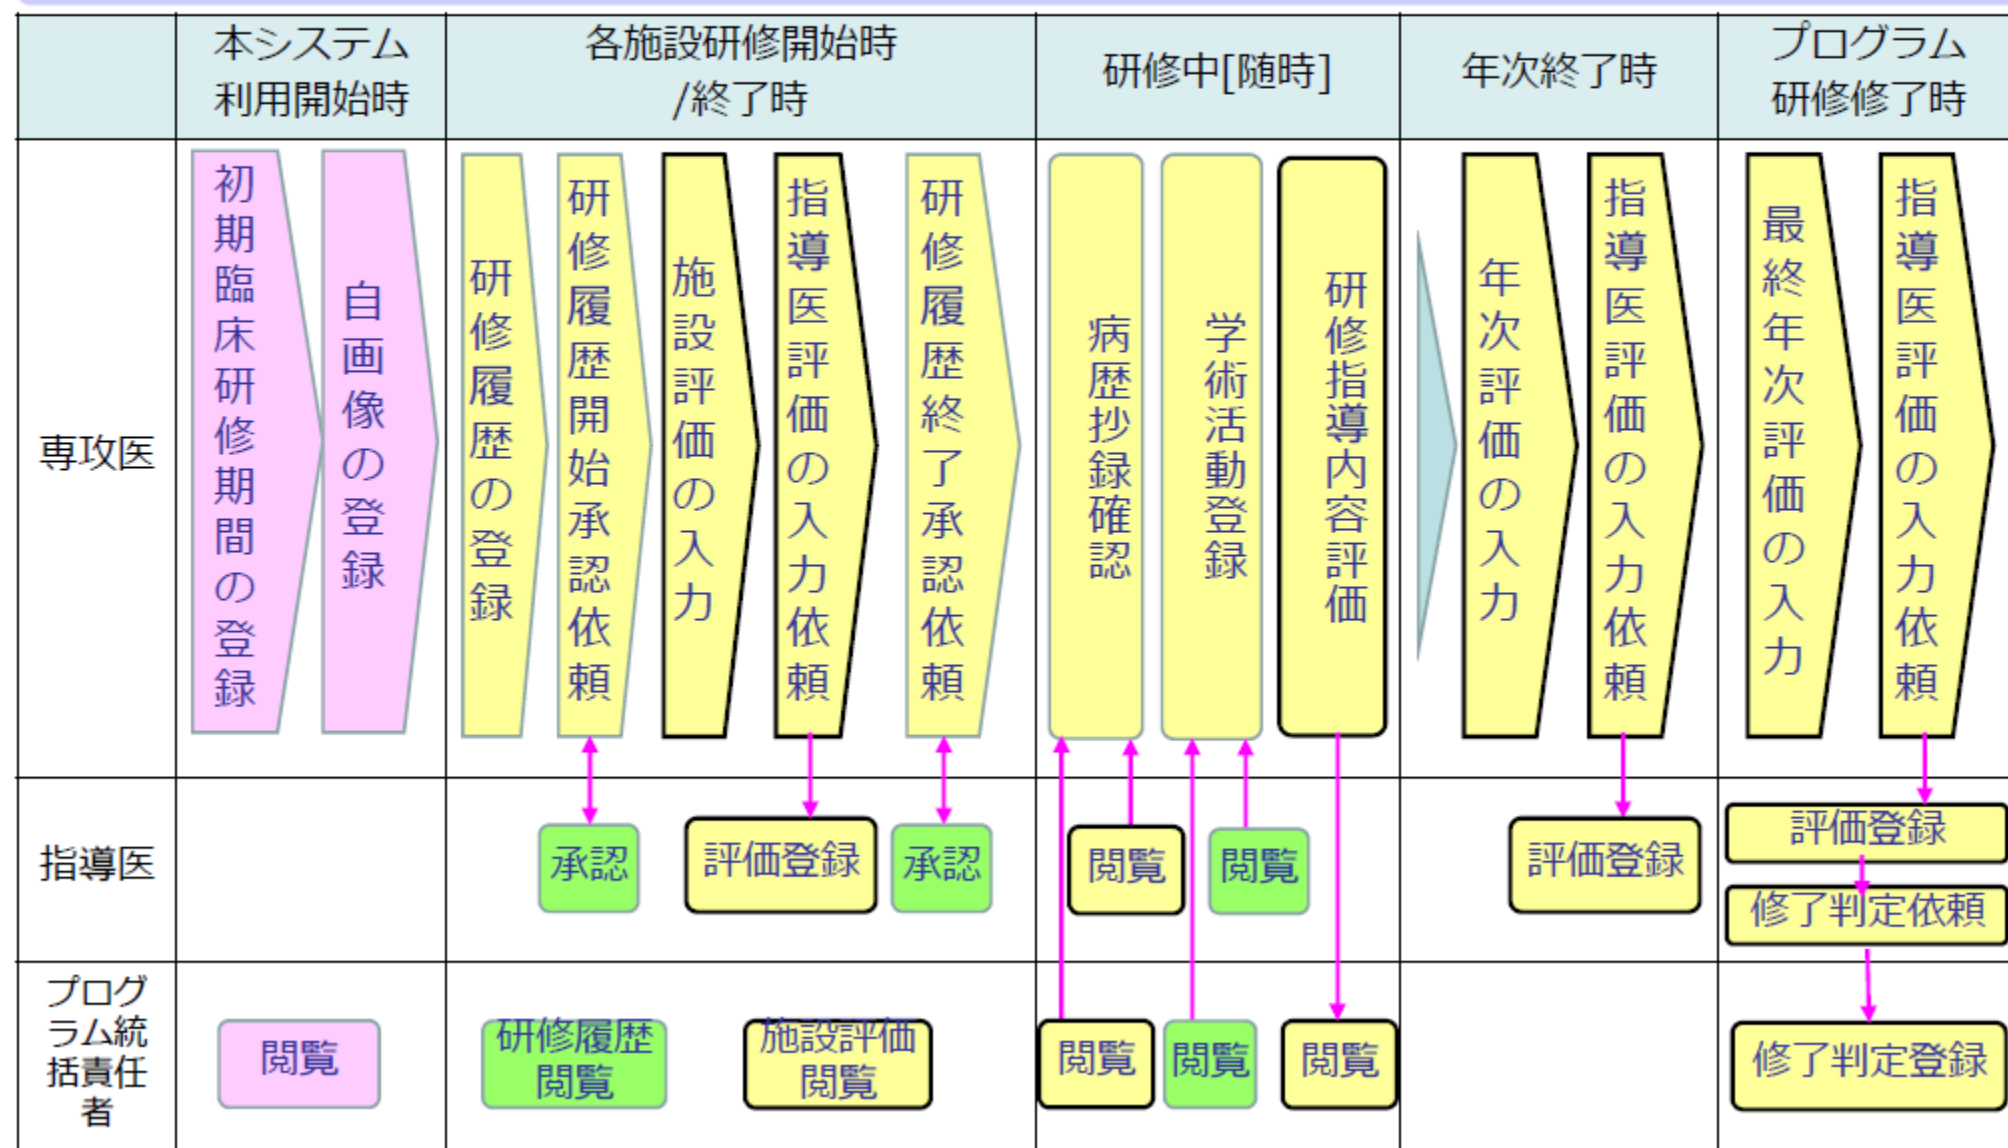 本システム
利用開始時
各施設研修開始時
/終了時
研修中[随時]
年次終了時
プログラム
研修修了時
専攻医
初期臨床研修期間の登録
自画像の登録
研修履歴の登録
研修履歴開始承認依頼
施設評価の入力
指導医評価の入力依頼
研修履歴終了承認依頼
病歴抄録確認
学術活動登録
研修指導内容評価
年次評価の入力
指導医評価の入力依頼
最終年次評価の入力
指導医評価の入力依頼
指導医
承認
評価登録
承認
閲覧
閲覧
評価登録
評価登録
修了判定依頼
プログ
ラム統
括責任
者
閲覧
研修履歴
閲覧
施設評価
閲覧
閲覧
閲覧
閲覧
修了判定登録